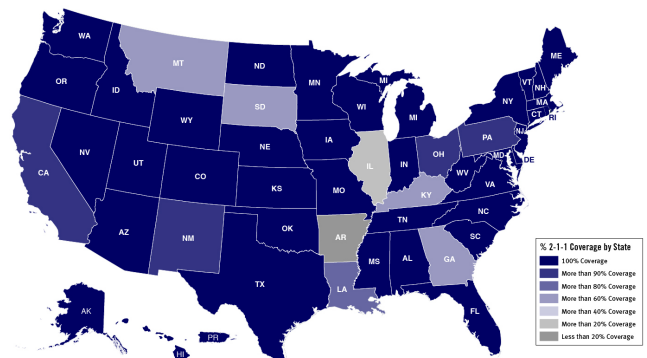 WA
MT
ND
MN
MI
ME
VT
NH
OR
ID
SD
WI
MI
NY
MA
CT
RI
WY
IA
NE
PA
NJ
NV
UT
CO
IL
IN
OH
MD
DE
CA
KS
MO
KY
WV
VA
AZ
NM
OK
AR
TN
NC
SC
TX
LA
MS
AL
GA
FL
AK
HI
PR
% 2-1-1 Coverage by State
100% Coverage
More than 90% Coverage
More than 80% Coverage
More than 60% Coverage
More than 40% Coverage
More than 20% Coverage
Less than 20% Coverage